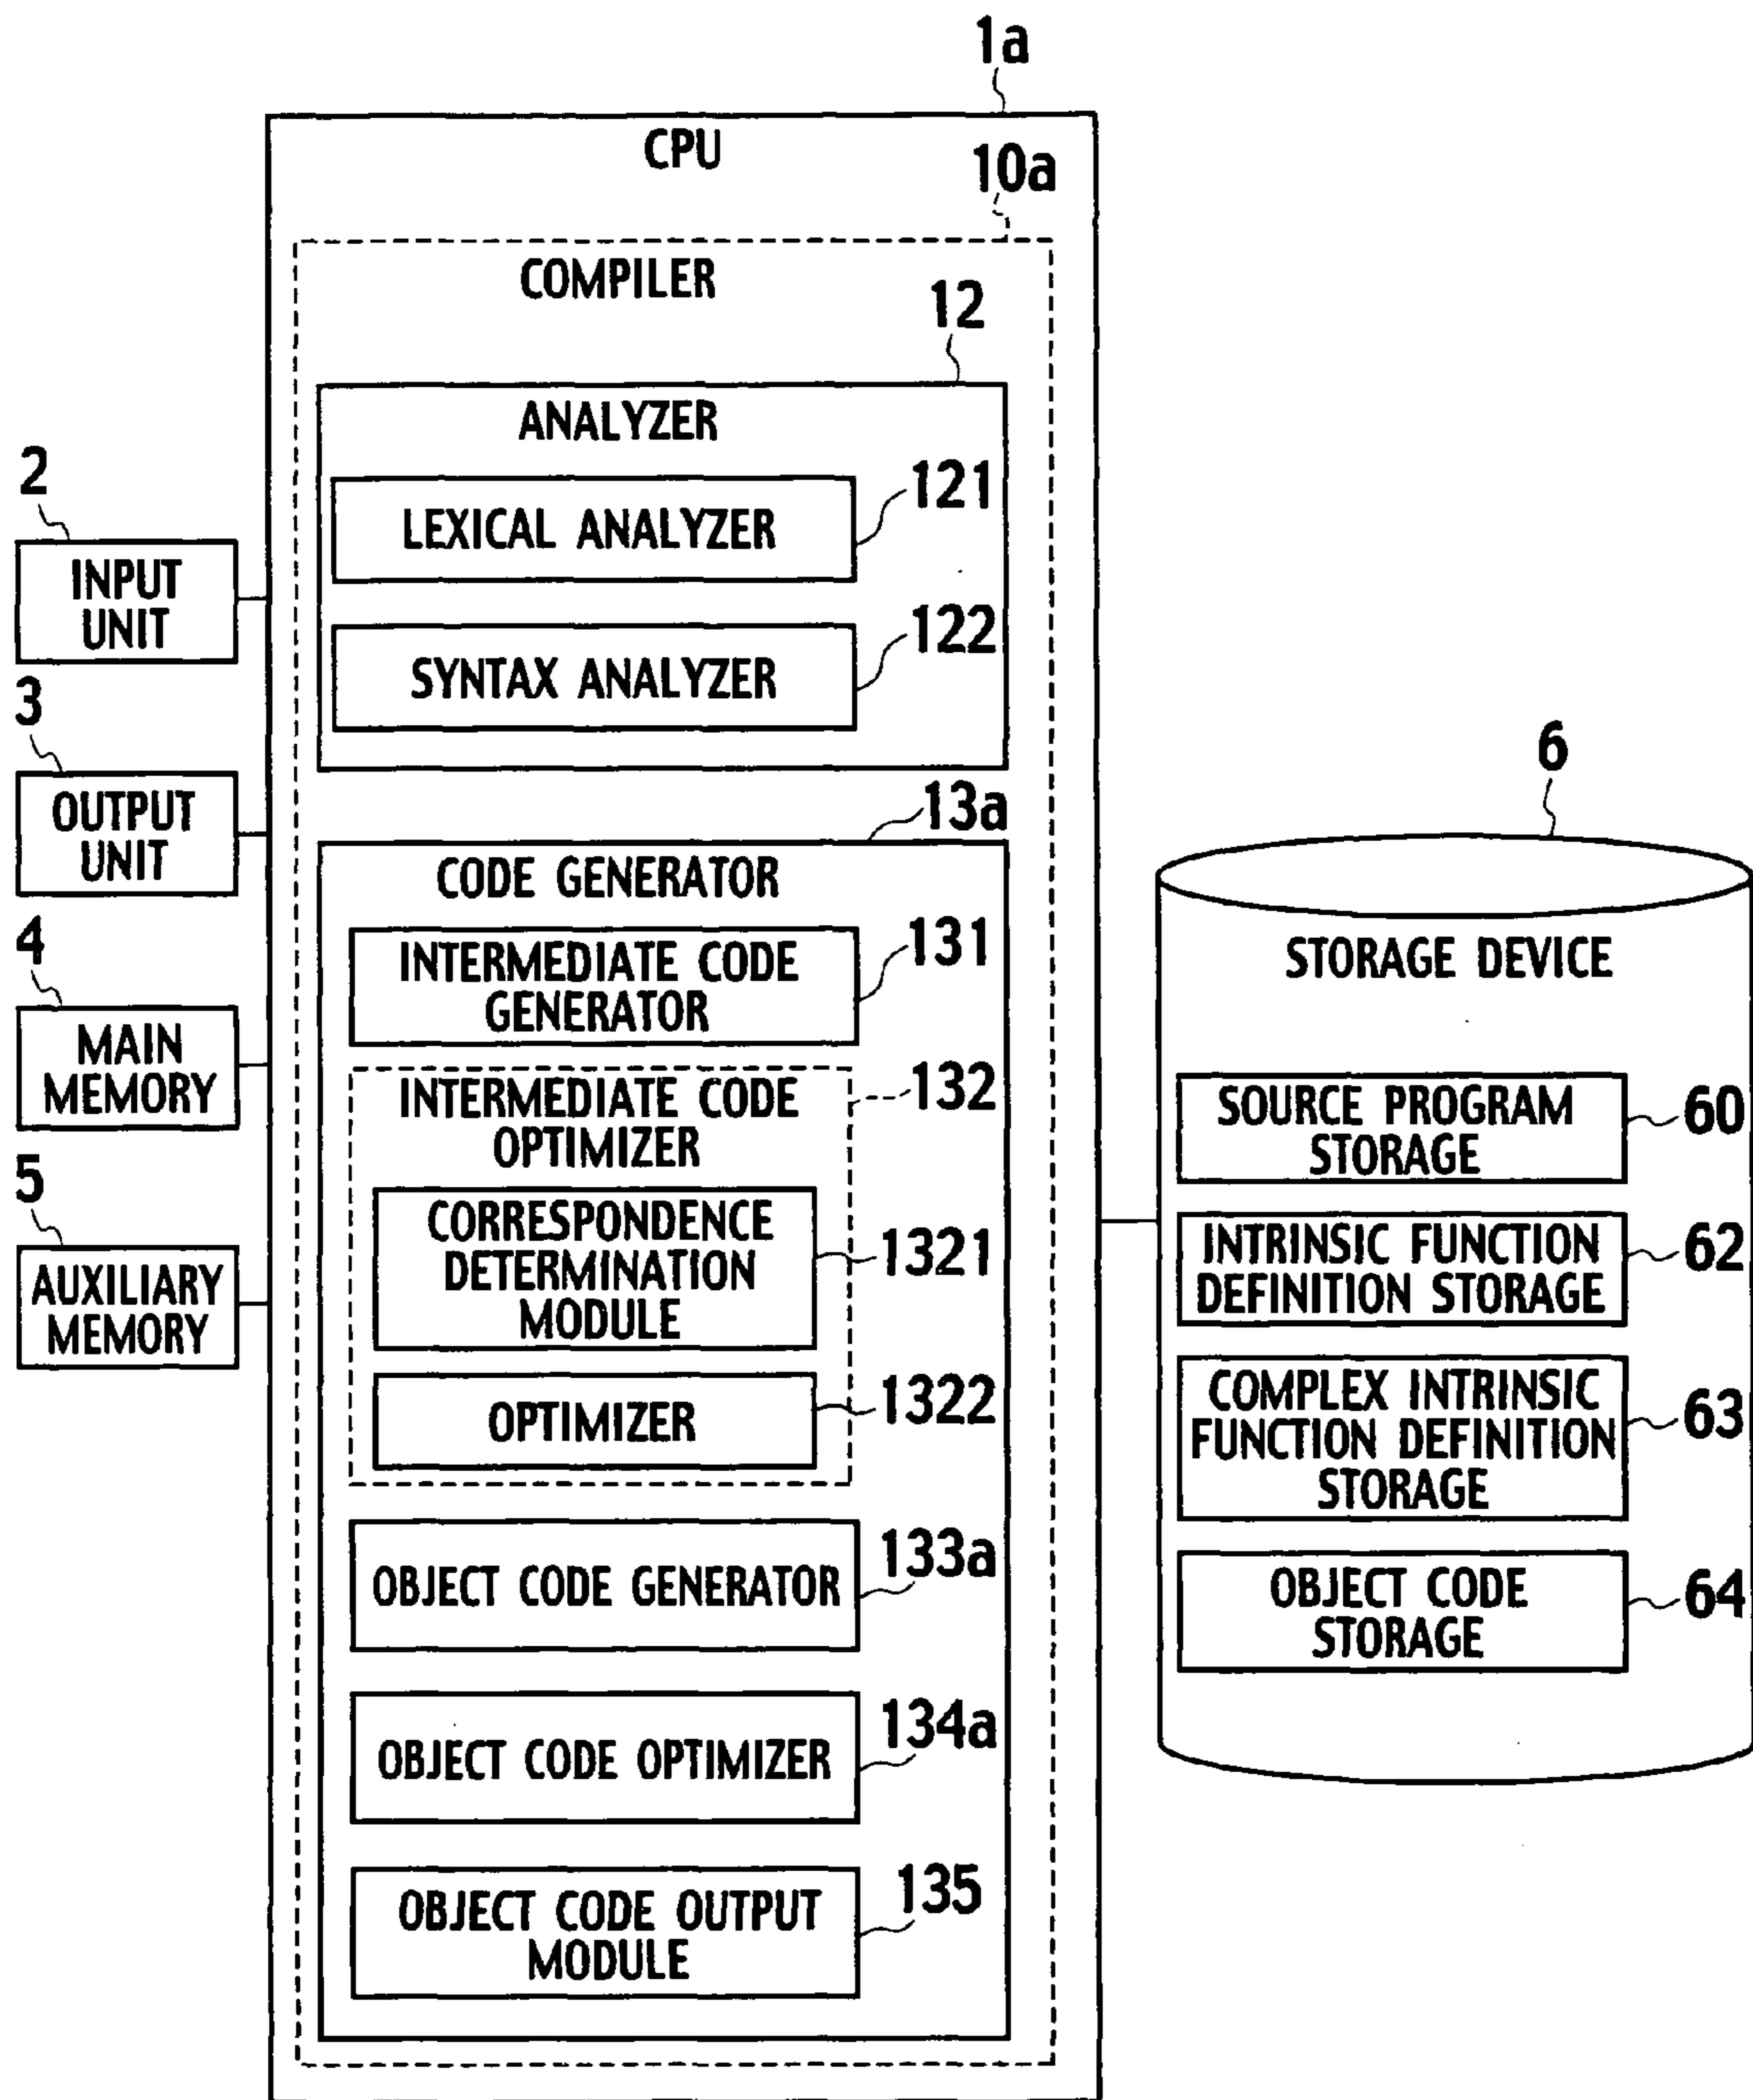 1a
CPU
10a
COMPILER
12
ANALYZER
121
LEXICAL ANALYZER
122
SYNTAX ANALYZER
2
INPUT
UNIT
3
OUTPUT
UNIT
4
MAIN
MEMORY
5
AUXILIARY
MEMORY
13a
CODE GENERATOR
131
INTERMEDIATE CODE
GENERATOR
132
INTERMEDIATE CODE
OPTIMIZER
CORRESPONDENCE
DETERMINATION
MODULE
1321
OPTIMIZER
1322
OBJECT CODE GENERATOR
133a
OBJECT CODE OPTIMIZER
134a
OBJECT CODE OUTPUT
MODULE
135
6
STORAGE DEVICE
SOURCE PROGRAM
STORAGE
60
INTRINSIC FUNCTION
DEFINITION STORAGE
62
COMPLEX INTRINSIC
FUNCTION DEFINITION
STORAGE
63
OBJECT CODE
STORAGE
64